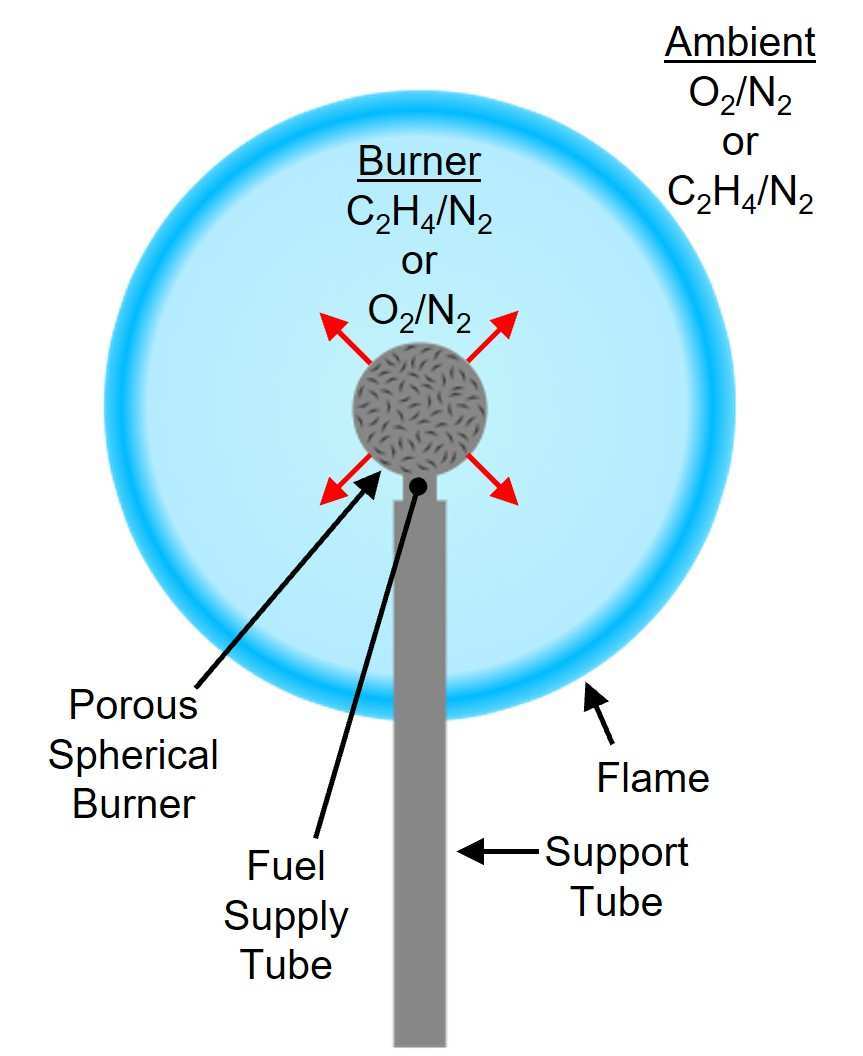 Ambient
O₂/N₂
or
C₂H₄/N₂
Burner
C₂H₄/N₂
or
O₂/N₂
Porous
Spherical
Burner
Flame
Fuel
Supply
Tube
Support
Tube